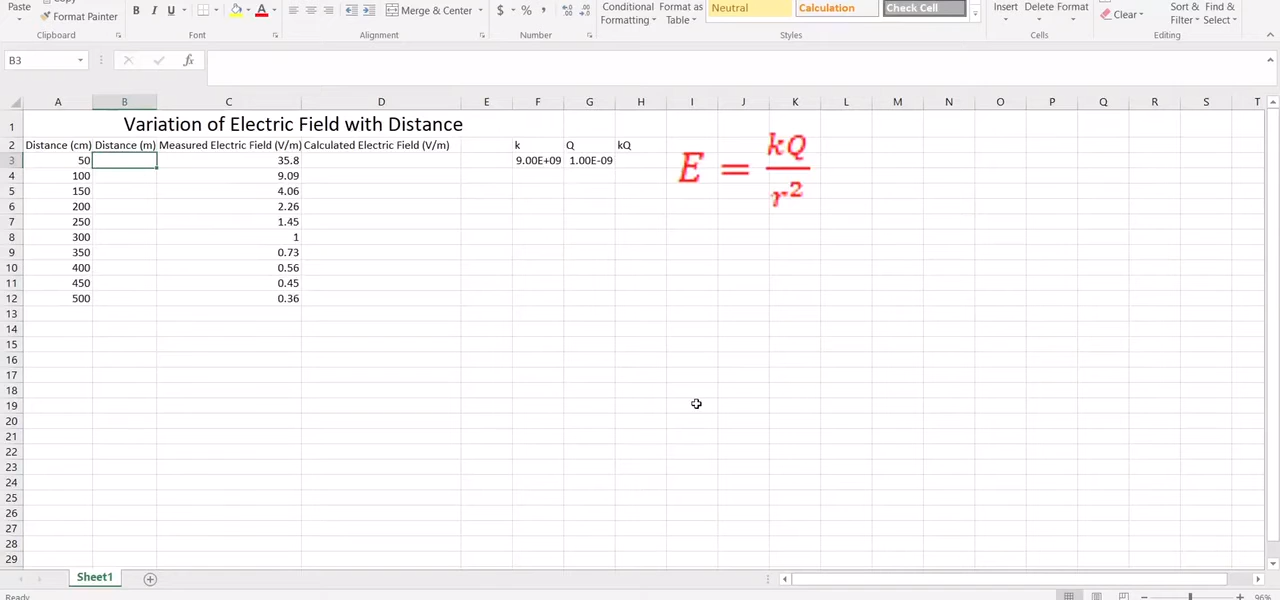 Paste Copy Format Painter B I U Merge & Center $ % , Conditional Formatting Format as Table Neutral Calculation Check Cell Insert Delete Format Clear Sort & Filter Find & Select
Clipboard Font Alignment Number Styles Cells Editing
B3 fx
A B C D E F G H I J K L M N O P Q R S T
1 Variation of Electric Field with Distance
2 Distance (cm) Distance (m) Measured Electric Field (V/m) Calculated Electric Field (V/m) k Q kQ
3 50 35.8 9.00E+09 1.00E-09
E = kQ / r²
4 100 9.09
5 150 4.06
6 200 2.26
7 250 1.45
8 300 1
9 350 0.73
10 400 0.56
11 450 0.45
12 500 0.36
13
14
15
16
17
18
19
20
21
22
23
24
25
26
27
28
29
Sheet1
Ready 96%